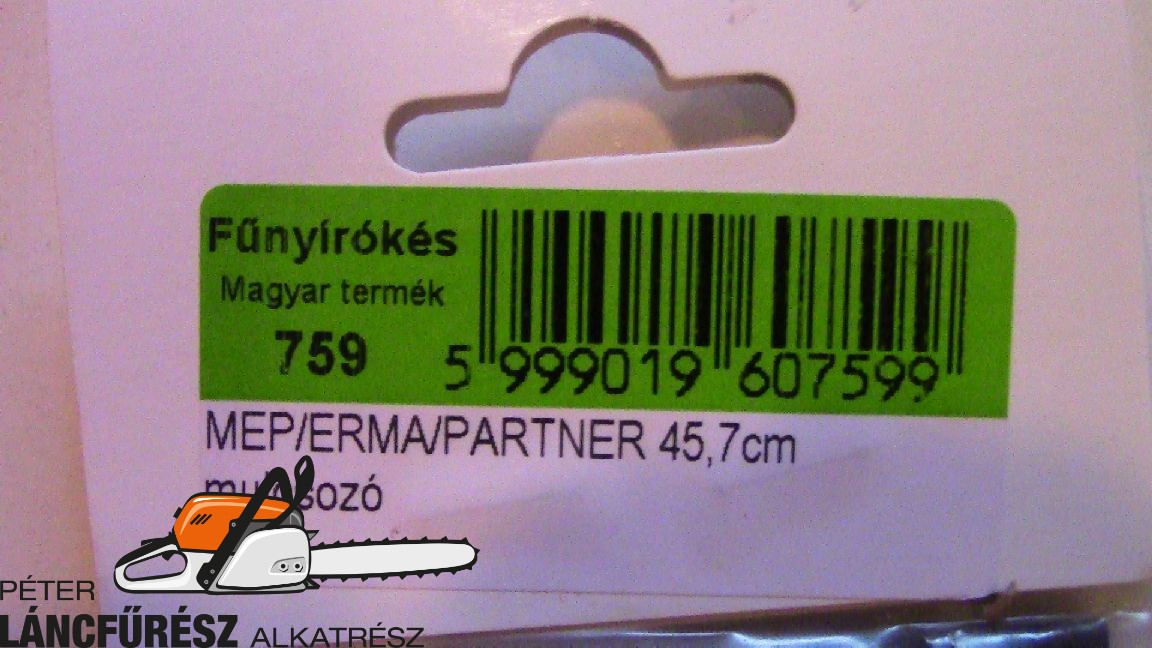 Fűnyírókés
Magyar termék
759
5 999019 607599
MEP/ERMA/PARTNER 45,7cm
PÉTER
LÁNCFŰRÉSZ ALKATRÉSZ